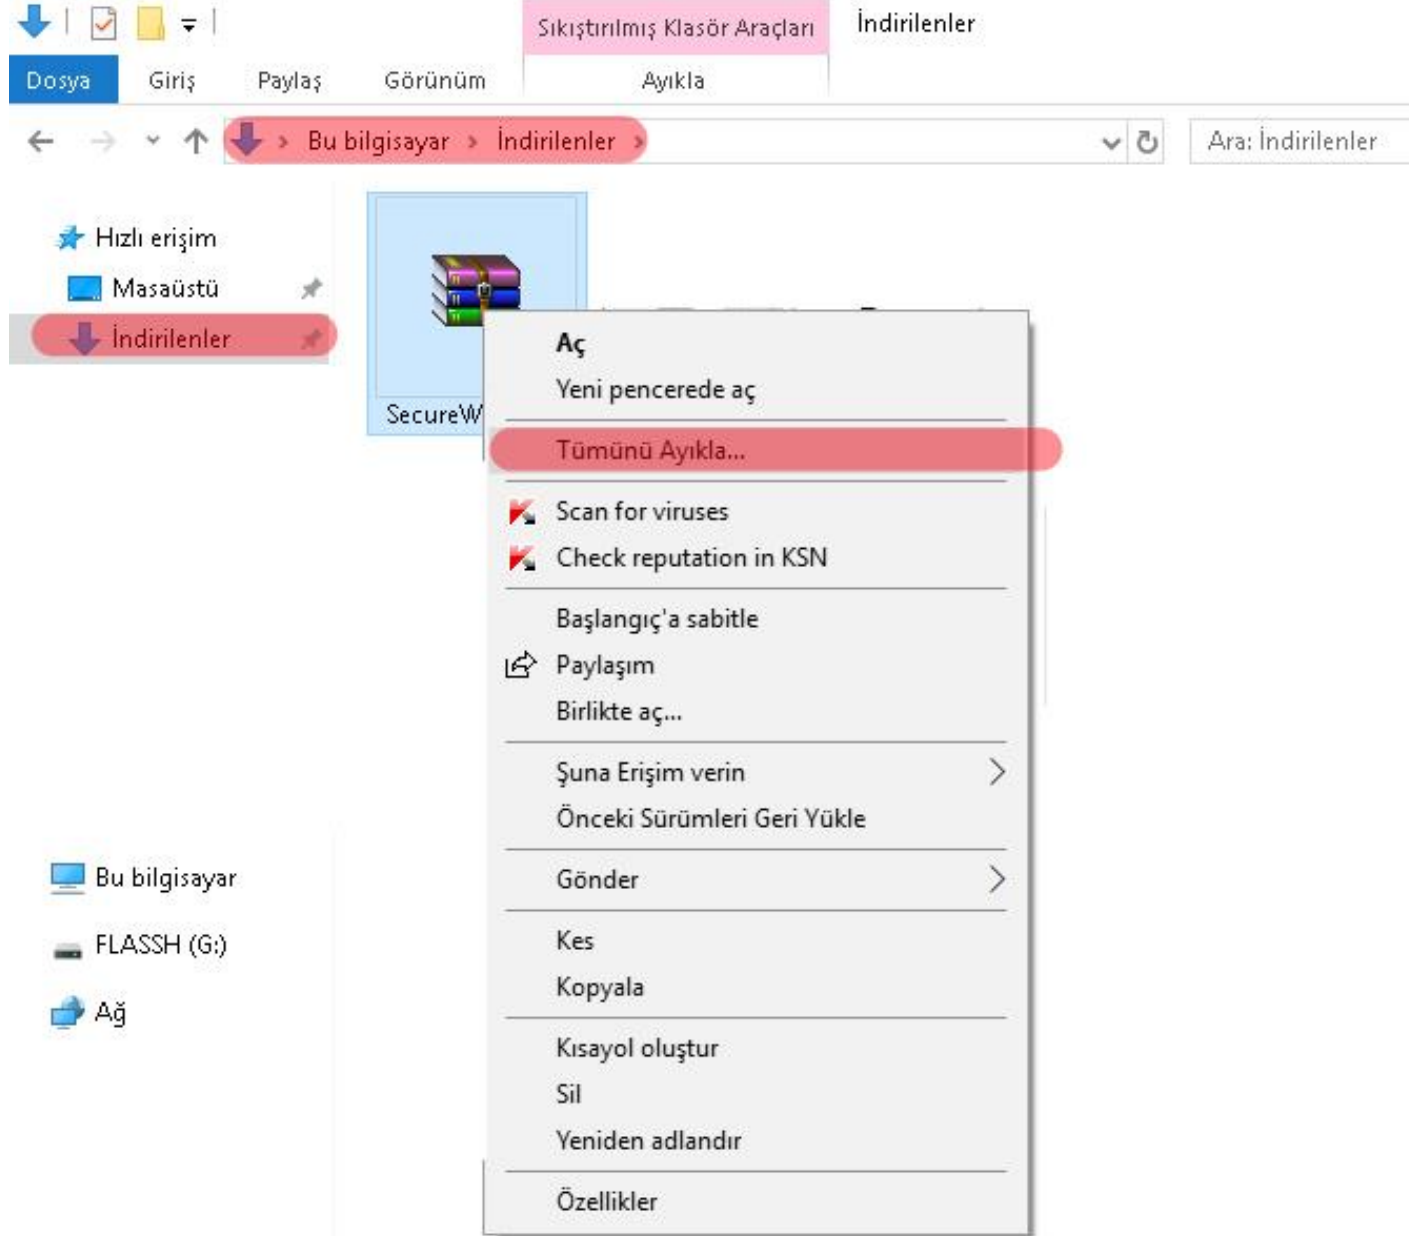 Sıkıştırılmış Klasör Araçları
İndirilenler
Dosya
Giriş
Paylaş
Görünüm
Ayıkla
Bu bilgisayar
İndirilenler
Ara: İndirilenler
Hızlı erişim
Masaüstü
İndirilenler
SecureW
Aç
Yeni pencerede aç
Tümünü Ayıkla...
Scan for viruses
Check reputation in KSN
Başlangıç'a sabitle
Paylaşım
Birlikte aç...
Şuna Erişim verin
Önceki Sürümleri Geri Yükle
Gönder
Kes
Kopyala
Kısayol oluştur
Sil
Yeniden adlandır
Özellikler
Bu bilgisayar
FLASSH (G:)
Ağ